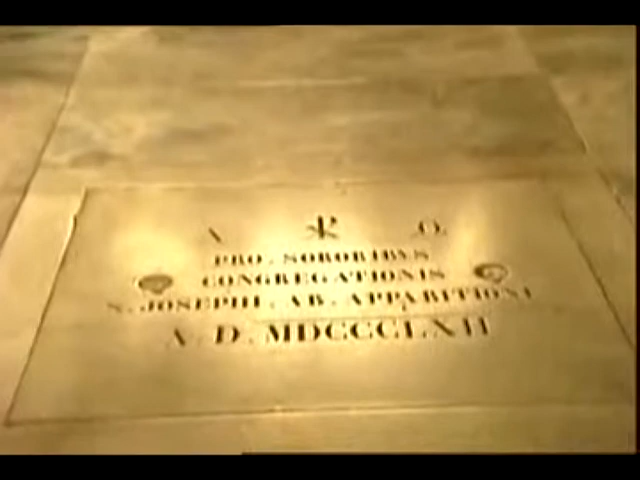 A ☧ Ω
PRO. SORORIBVS
CONGREGATIONIS
S. JOSEPHI. AB. APPARITIONE
A. D. MDCCCLXII